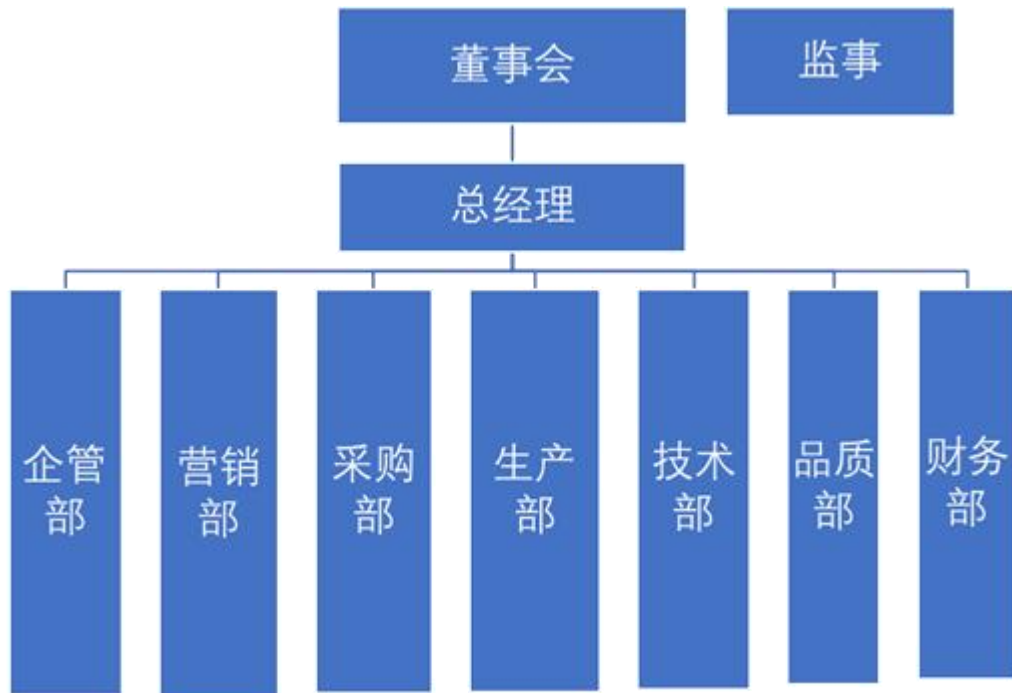 董事会
监事
总经理
企管
部
营销
部
采购
部
生产
部
技术
部
品质
部
财务
部